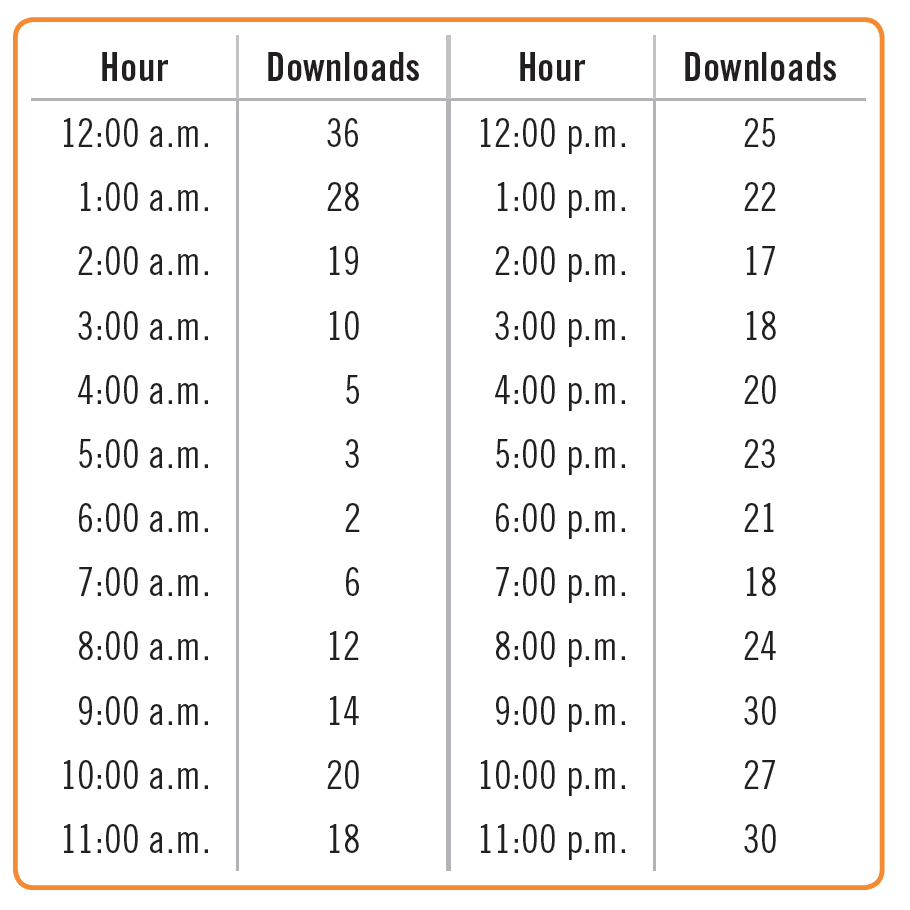 Hour Downloads Hour Downloads
12:00 a.m. 36 12:00 p.m. 25
1:00 a.m. 28 1:00 p.m. 22
2:00 a.m. 19 2:00 p.m. 17
3:00 a.m. 10 3:00 p.m. 18
4:00 a.m. 5 4:00 p.m. 20
5:00 a.m. 3 5:00 p.m. 23
6:00 a.m. 2 6:00 p.m. 21
7:00 a.m. 6 7:00 p.m. 18
8:00 a.m. 12 8:00 p.m. 24
9:00 a.m. 14 9:00 p.m. 30
10:00 a.m. 20 10:00 p.m. 27
11:00 a.m. 18 11:00 p.m. 30